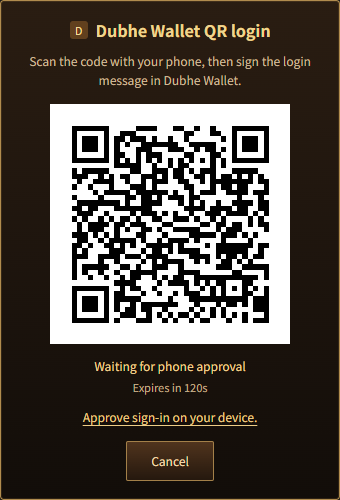 D Dubhe Wallet QR login
Scan the code with your phone, then sign the login
message in Dubhe Wallet.
Waiting for phone approval
Expires in 120s
Approve sign-in on your device.
Cancel